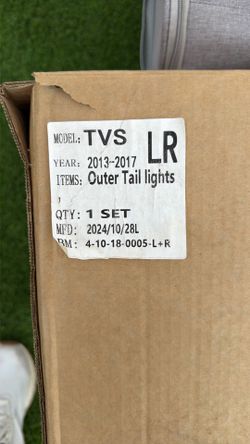 MODEL: TVS LR
YEAR: 2013-2017
ITEMS: Outer Tail lights
QTY: 1 SET
MFD: 2024/10/28L
BM: 4-10-18-0005-L+R